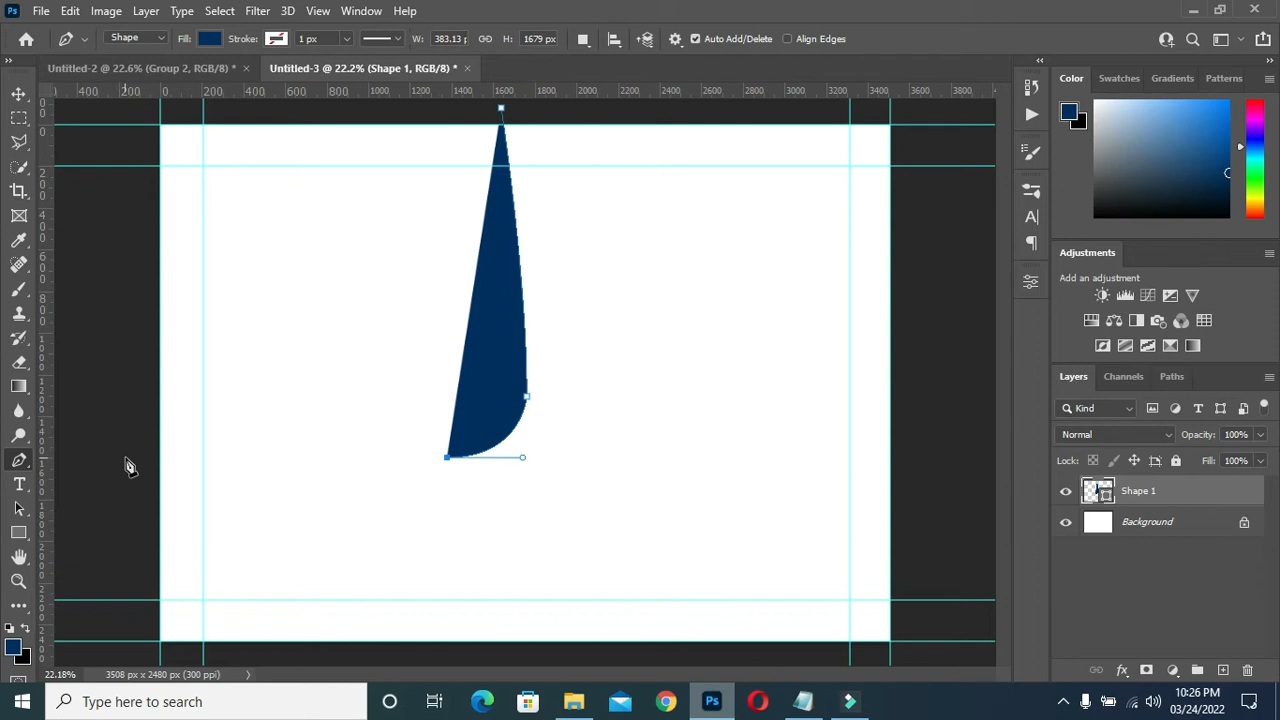 Ps File Edit Image Layer Type Select Filter 3D View Window Help
Shape Fill: Stroke: 1 px W: 383.13 p H: 1679 px Auto Add/Delete Align Edges
Untitled-2 @ 22.6% (Group 2, RGB/8) * × Untitled-3 @ 22.2% (Shape 1, RGB/8) * ×
400 200 0 200 400 600 800 1000 1200 1400 1600 1800 2000 2200 2400 2600 2800 3000 3200 3400 3600 3800
Color Swatches Gradients Patterns
Adjustments
Add an adjustment
Layers Channels Paths
Kind
Normal Opacity: 100%
Lock: Fill: 100%
Shape 1
Background
22.18% 3508 px x 2480 px (300 ppi)
Type here to search
Ps
10:26 PM
03/24/2022